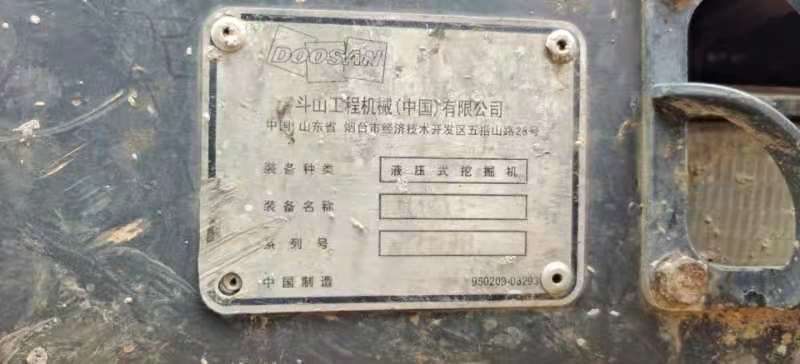 DOOSAN
斗山工程机械(中国)有限公司
中国 山东省 烟台市经济技术开发区五指山路28号
装备种类 液压式挖掘机
装备名称
系列号
中国制造 950209-03293